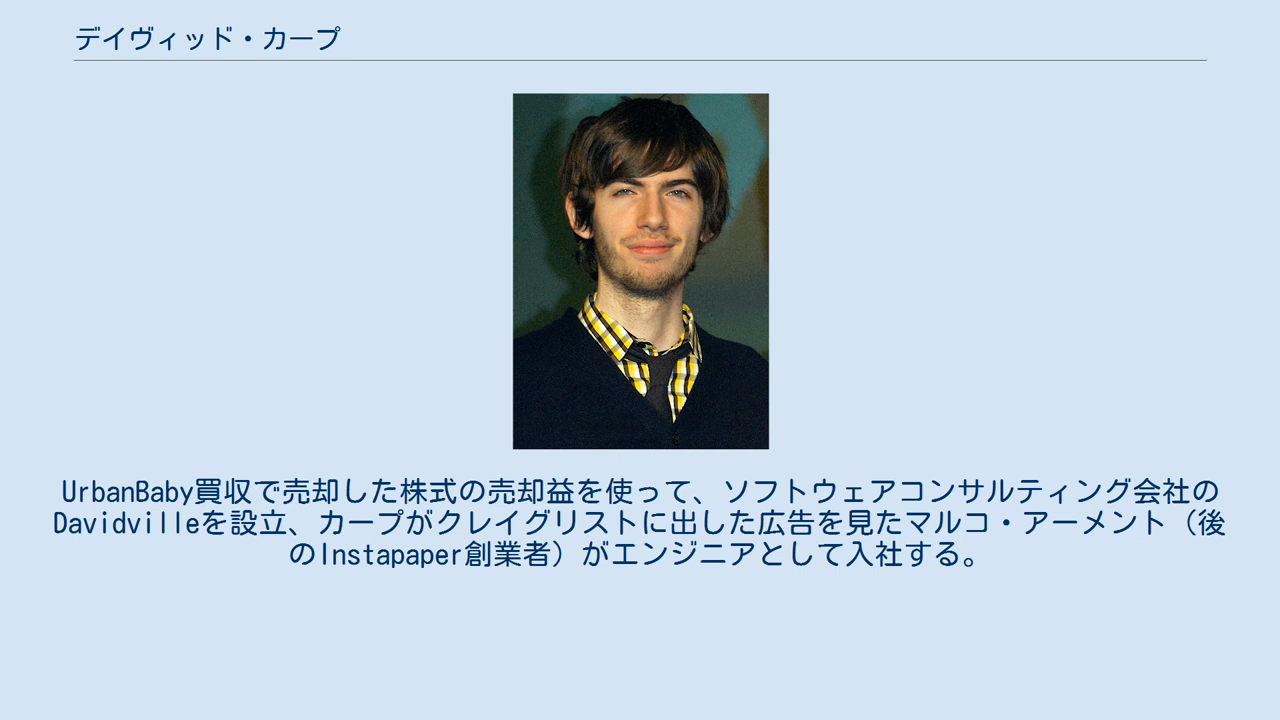 デイヴィッド・カープ
UrbanBaby買収で売却した株式の売却益を使って、ソフトウェアコンサルティング会社の
Davidvilleを設立、カープがクレイグリストに出した広告を見たマルコ・アーメント（後
のInstapaper創業者）がエンジニアとして入社する。